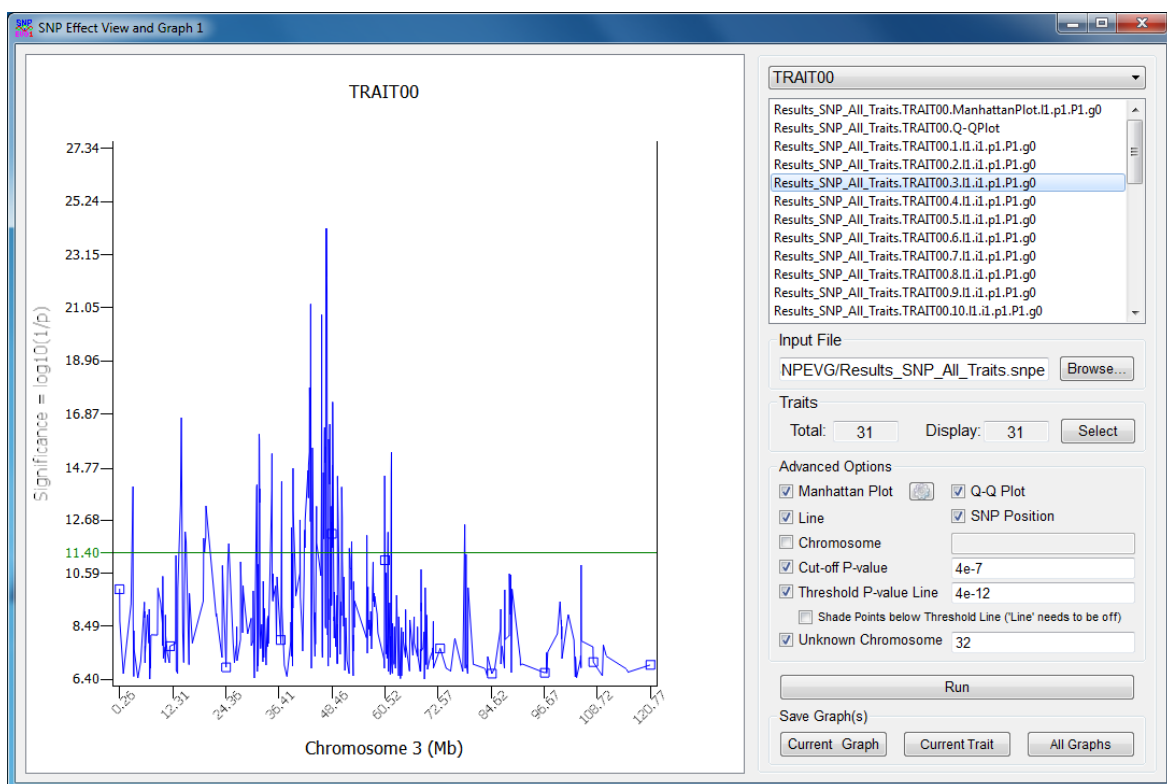 SNP Effect View and Graph 1
TRAIT00
27.34
25.24
23.15
21.05
18.96
16.87
14.77
12.68
11.40
10.59
8.49
6.40
Significance = log10(1/p)
0.26 12.31 24.36 36.41 48.46 60.52 72.57 84.62 96.67 108.72 120.77
Chromosome 3 (Mb)
TRAIT00
Results_SNP_All_Traits.TRAIT00.ManhattanPlot.l1.p1.P1.g0
Results_SNP_All_Traits.TRAIT00.Q-QPlot
Results_SNP_All_Traits.TRAIT00.1.l1.i1.p1.P1.g0
Results_SNP_All_Traits.TRAIT00.2.l1.i1.p1.P1.g0
Results_SNP_All_Traits.TRAIT00.3.l1.i1.p1.P1.g0
Results_SNP_All_Traits.TRAIT00.4.l1.i1.p1.P1.g0
Results_SNP_All_Traits.TRAIT00.5.l1.i1.p1.P1.g0
Results_SNP_All_Traits.TRAIT00.6.l1.i1.p1.P1.g0
Results_SNP_All_Traits.TRAIT00.7.l1.i1.p1.P1.g0
Results_SNP_All_Traits.TRAIT00.8.l1.i1.p1.P1.g0
Results_SNP_All_Traits.TRAIT00.9.l1.i1.p1.P1.g0
Results_SNP_All_Traits.TRAIT00.10.l1.i1.p1.P1.g0
Input File
NPEVG/Results_SNP_All_Traits.snpe Browse...
Traits
Total: 31 Display: 31 Select
Advanced Options
Manhattan Plot Q-Q Plot
Line SNP Position
Chromosome
Cut-off P-value 4e-7
Threshold P-value Line 4e-12
Shade Points below Threshold Line ('Line' needs to be off)
Unknown Chromosome 32
Run
Save Graph(s)
Current Graph Current Trait All Graphs